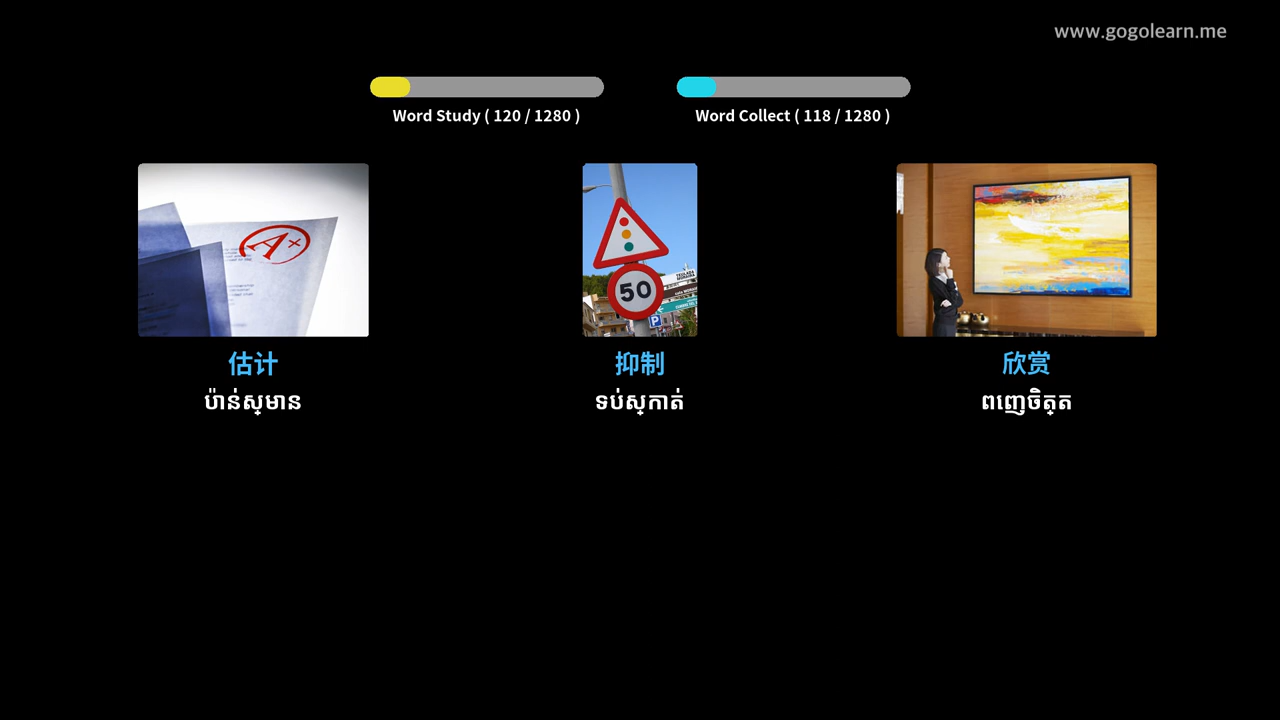 www.gogolearn.me
Word Study ( 120 / 1280 )
Word Collect ( 118 / 1280 )
A+
50
P
估计
抑制
欣赏
ប៉ាន់ស្មាន
ទប់ស្កាត់
ពញេចិត្ត